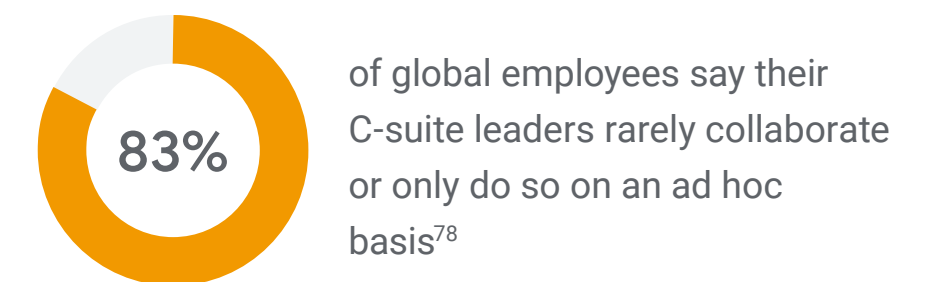 83%
of global employees say their
C-suite leaders rarely collaborate
or only do so on an ad hoc
basis78